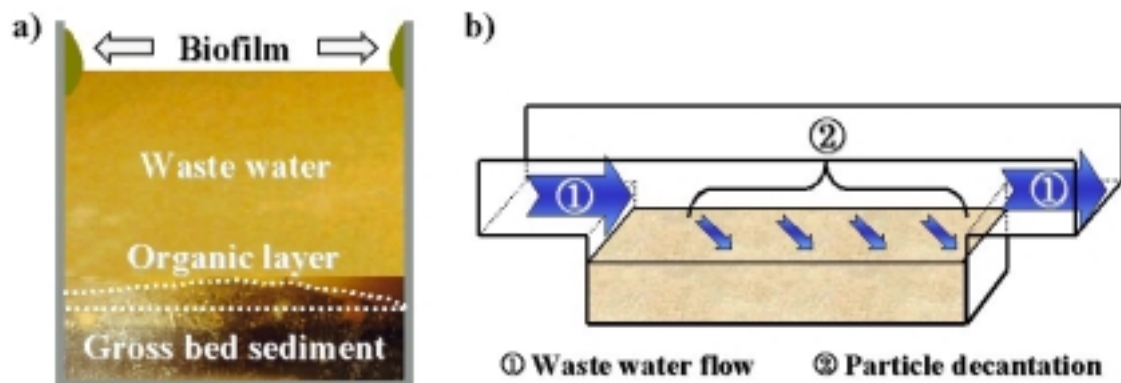 a)
Biofilm
Waste water
Organic layer
Gross bed sediment
b)
②
①
①
① Waste water flow
② Particle decantation